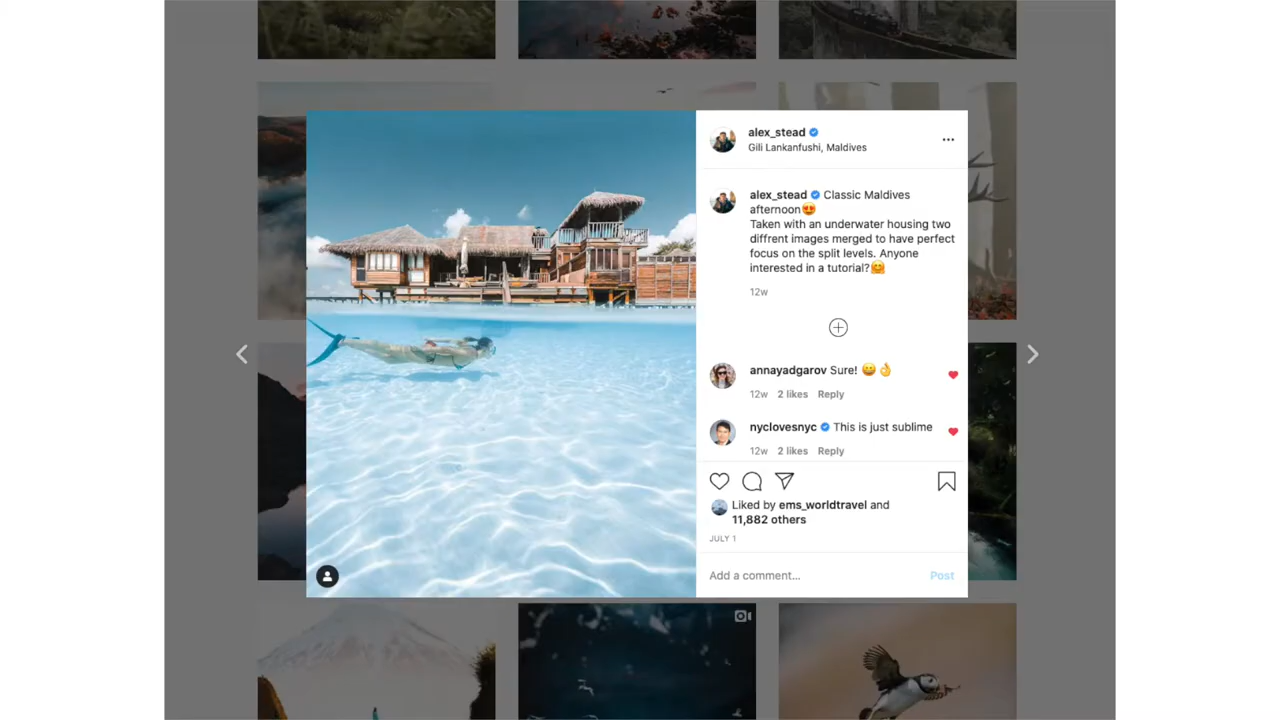 alex_stead
Gili Lankanfushi, Maldives
alex_stead Classic Maldives
afternoon😍
Taken with an underwater housing two
diffrent images merged to have perfect
focus on the split levels. Anyone
interested in a tutorial?🤗
12w
annayadgarov Sure! 😀👌
12w 2 likes Reply
nyclovesnyc This is just sublime
12w 2 likes Reply
Liked by ems_worldtravel and
11,882 others
JULY 1
Add a comment... Post